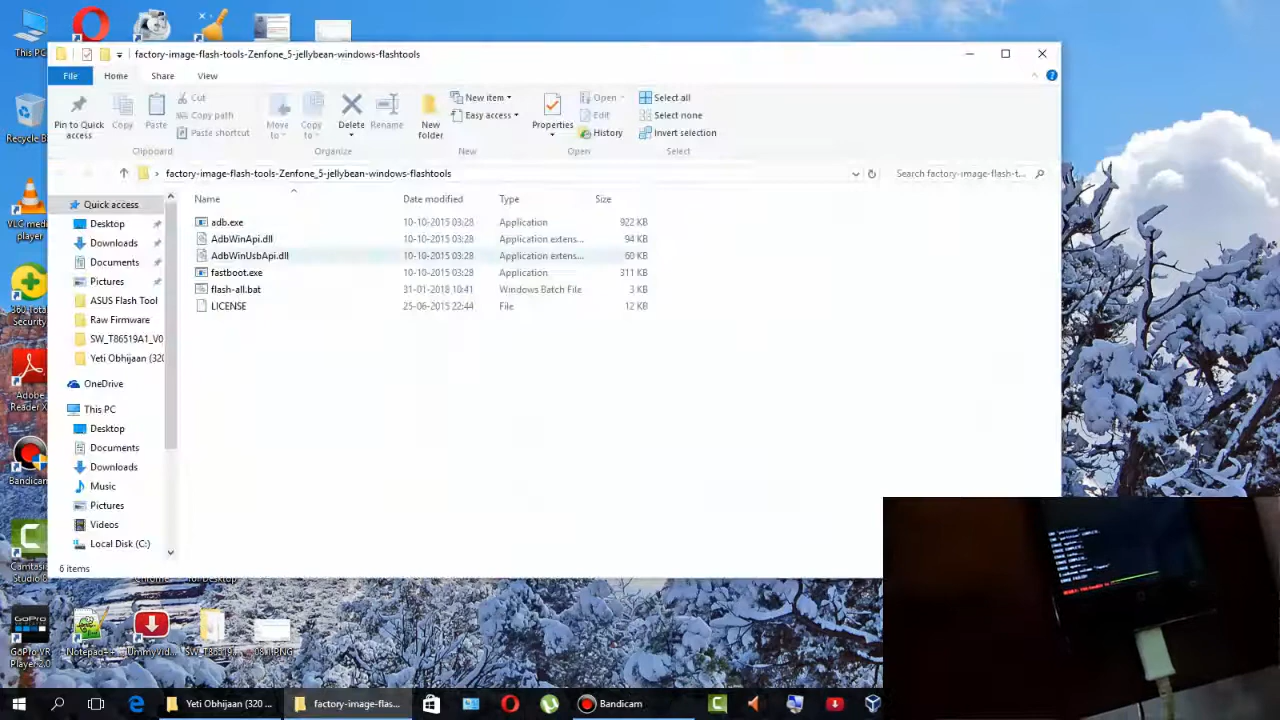 factory-image-flash-tools-Zenfone_5-jellybean-windows-flashtools
File Home Share View
Pin to Quick access
Copy
Paste
Cut
Copy path
Paste shortcut
Move to
Copy to
Delete
Rename
New folder
New item
Easy access
Properties
Open
Edit
History
Select all
Select none
Invert selection
Clipboard Organize New Open Select
factory-image-flash-tools-Zenfone_5-jellybean-windows-flashtools
Search factory-image-flash-t...
Name Date modified Type Size
adb.exe 10-10-2015 03:28 Application 922 KB
AdbWinApi.dll 10-10-2015 03:28 Application extens... 94 KB
AdbWinUsbApi.dll 10-10-2015 03:28 Application extens... 60 KB
fastboot.exe 10-10-2015 03:28 Application 311 KB
flash-all.bat 31-01-2018 10:41 Windows Batch File 3 KB
LICENSE 25-06-2015 22:44 File 12 KB
Quick access
Desktop
Downloads
Documents
Pictures
ASUS Flash Tool
Raw Firmware
SW_T86519A1_V0
Yeti Obhijaan (320
OneDrive
This PC
Desktop
Documents
Downloads
Music
Pictures
Videos
Local Disk (C:)
6 items
This PC
Recycle B
VLC media player
360 Total Security
Adobe Reader X
Bandicam
Camtasia Studio 8
GoPro VR Player 2.0
Notepad++
UmmyVid
SW_T86519...
Yeti Obhijaan (320 ...
factory-image-flas...
Bandicam